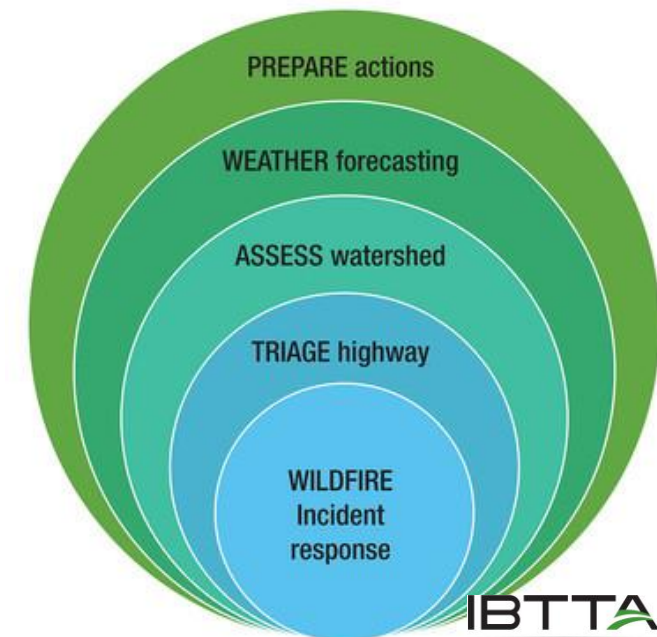 PREPARE actions
WEATHER forecasting
ASSESS watershed
TRIAGE highway
WILDFIRE
Incident
response
IBTTA